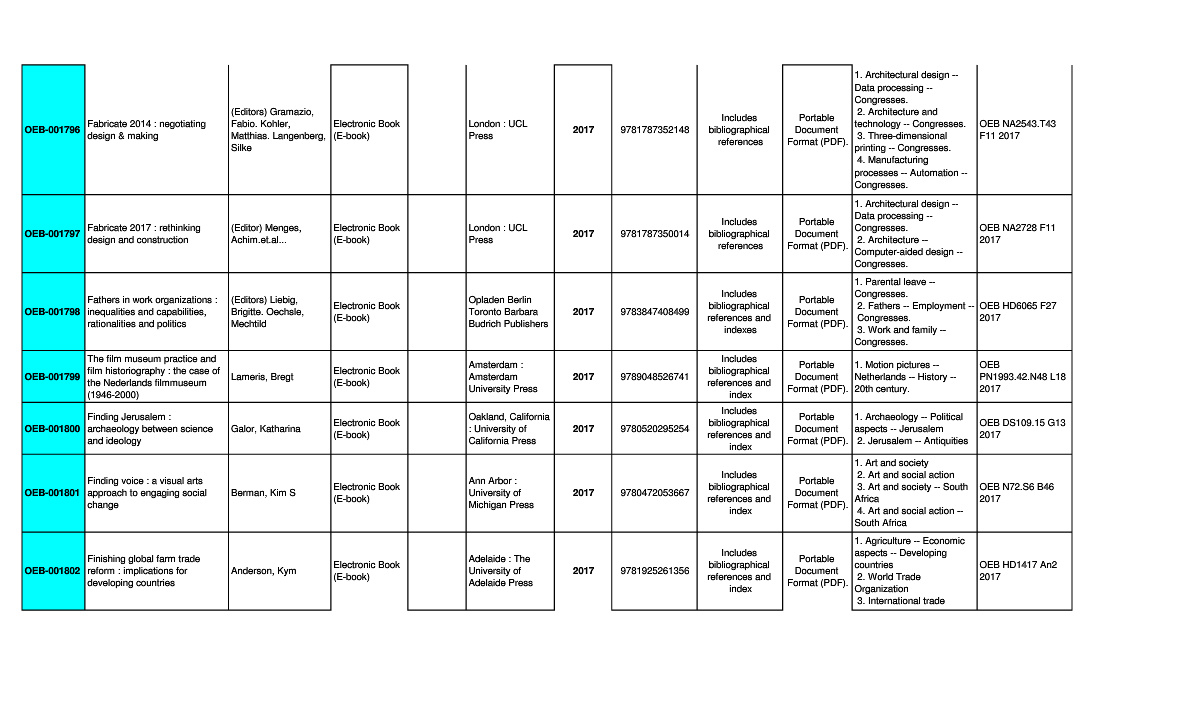 OEB-001796
Fabricate 2014 : negotiating
design & making
(Editors) Gramazio,
Fabio. Kohler,
Matthias. Langenberg,
Silke
Electronic Book
(E-book)
London : UCL
Press
2017
9781787352148
Includes
bibliographical
references
Portable
Document
Format (PDF).
1. Architectural design --
Data processing --
Congresses.
2. Architecture and
technology -- Congresses.
3. Three-dimensional
printing -- Congresses.
4. Manufacturing
processes -- Automation --
Congresses.
OEB NA2543.T43
F11 2017
OEB-001797
Fabricate 2017 : rethinking
design and construction
(Editor) Menges,
Achim.et.al...
Electronic Book
(E-book)
London : UCL
Press
2017
9781787350014
Includes
bibliographical
references
Portable
Document
Format (PDF).
1. Architectural design --
Data processing --
Congresses.
2. Architecture --
Computer-aided design --
Congresses.
OEB NA2728 F11
2017
OEB-001798
Fathers in work organizations :
inequalities and capabilities,
rationalities and politics
(Editors) Liebig,
Brigitte. Oechsle,
Mechtild
Electronic Book
(E-book)
Opladen Berlin
Toronto Barbara
Budrich Publishers
2017
9783847408499
Includes
bibliographical
references and
indexes
Portable
Document
Format (PDF).
1. Parental leave --
Congresses.
2. Fathers -- Employment --
Congresses.
3. Work and family --
Congresses.
OEB HD6065 F27
2017
OEB-001799
The film museum practice and
film historiography : the case of
the Nederlands filmmuseum
(1946-2000)
Lameris, Bregt
Electronic Book
(E-book)
Amsterdam :
Amsterdam
University Press
2017
9789048526741
Includes
bibliographical
references and
index
Portable
Document
Format (PDF).
1. Motion pictures --
Netherlands -- History --
20th century.
OEB
PN1993.42.N48 L18
2017
OEB-001800
Finding Jerusalem :
archaeology between science
and ideology
Galor, Katharina
Electronic Book
(E-book)
Oakland, California
: University of
California Press
2017
9780520295254
Includes
bibliographical
references and
index
Portable
Document
Format (PDF).
1. Archaeology -- Political
aspects -- Jerusalem
2. Jerusalem -- Antiquities
OEB DS109.15 G13
2017
OEB-001801
Finding voice : a visual arts
approach to engaging social
change
Berman, Kim S
Electronic Book
(E-book)
Ann Arbor :
University of
Michigan Press
2017
9780472053667
Includes
bibliographical
references and
index
Portable
Document
Format (PDF).
1. Art and society
2. Art and social action
3. Art and society -- South
Africa
4. Art and social action --
South Africa
OEB N72.S6 B46
2017
OEB-001802
Finishing global farm trade
reform : implications for
developing countries
Anderson, Kym
Electronic Book
(E-book)
Adelaide : The
University of
Adelaide Press
2017
9781925261356
Includes
bibliographical
references and
index
Portable
Document
Format (PDF).
1. Agriculture -- Economic
aspects -- Developing
countries
2. World Trade
Organization
3. International trade
OEB HD1417 An2
2017